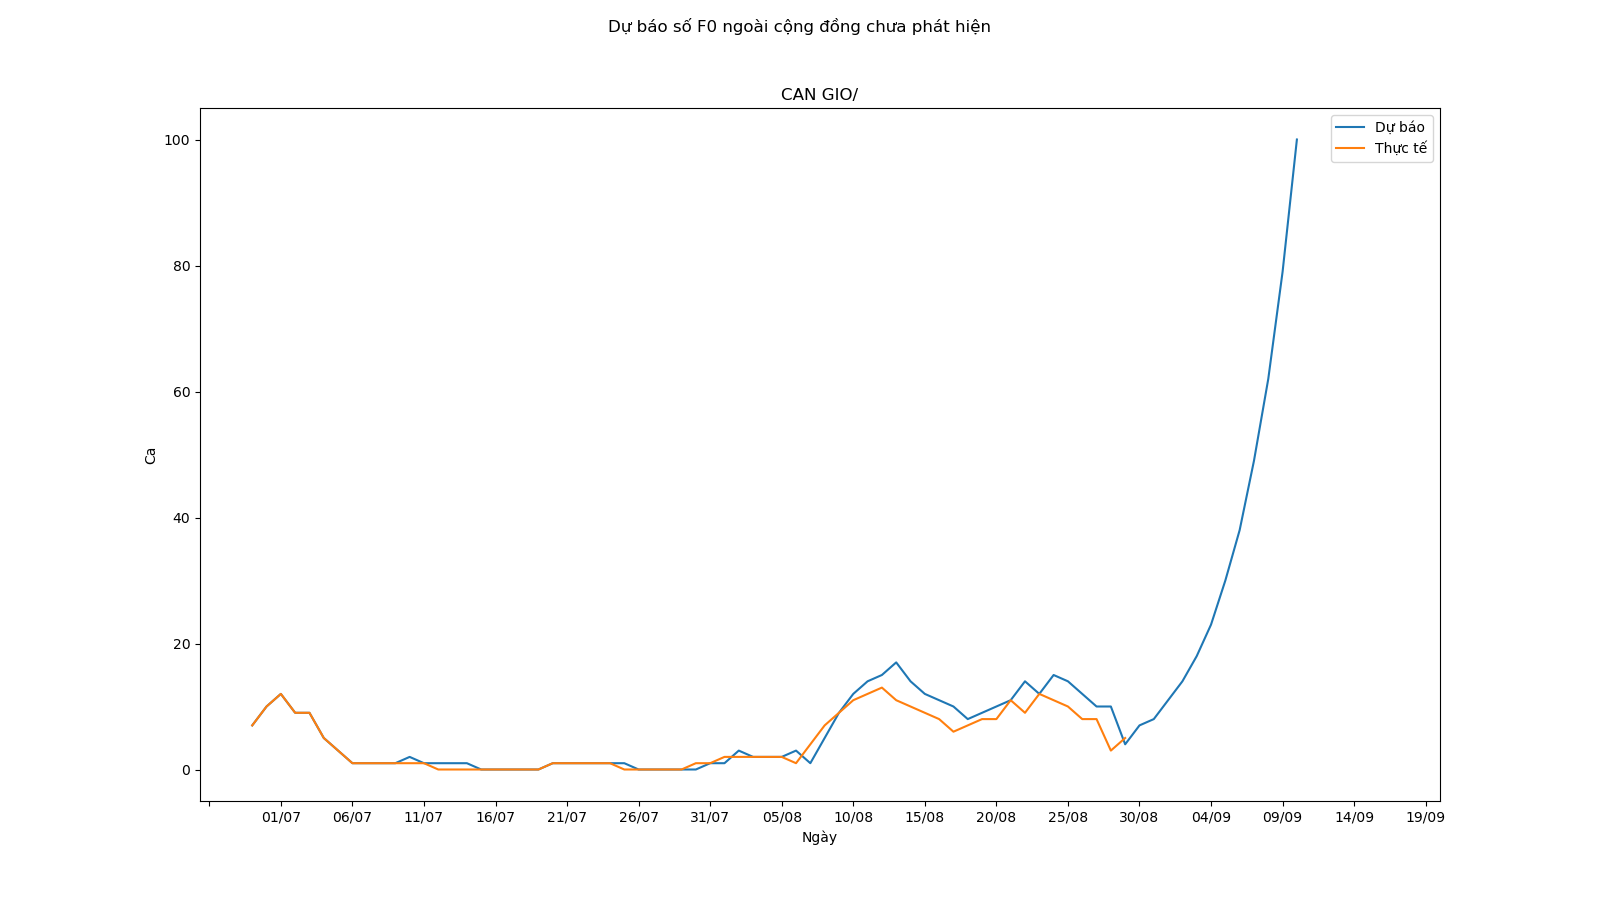 Dự báo số F0 ngoài cộng đồng chưa phát hiện
CAN GIO/
Dự báo
Thực tế
100
80
60
40
20
0
Ca
01/07 06/07 11/07 16/07 21/07 26/07 31/07 05/08 10/08 15/08 20/08 25/08 30/08 04/09 09/09 14/09 19/09
Ngày